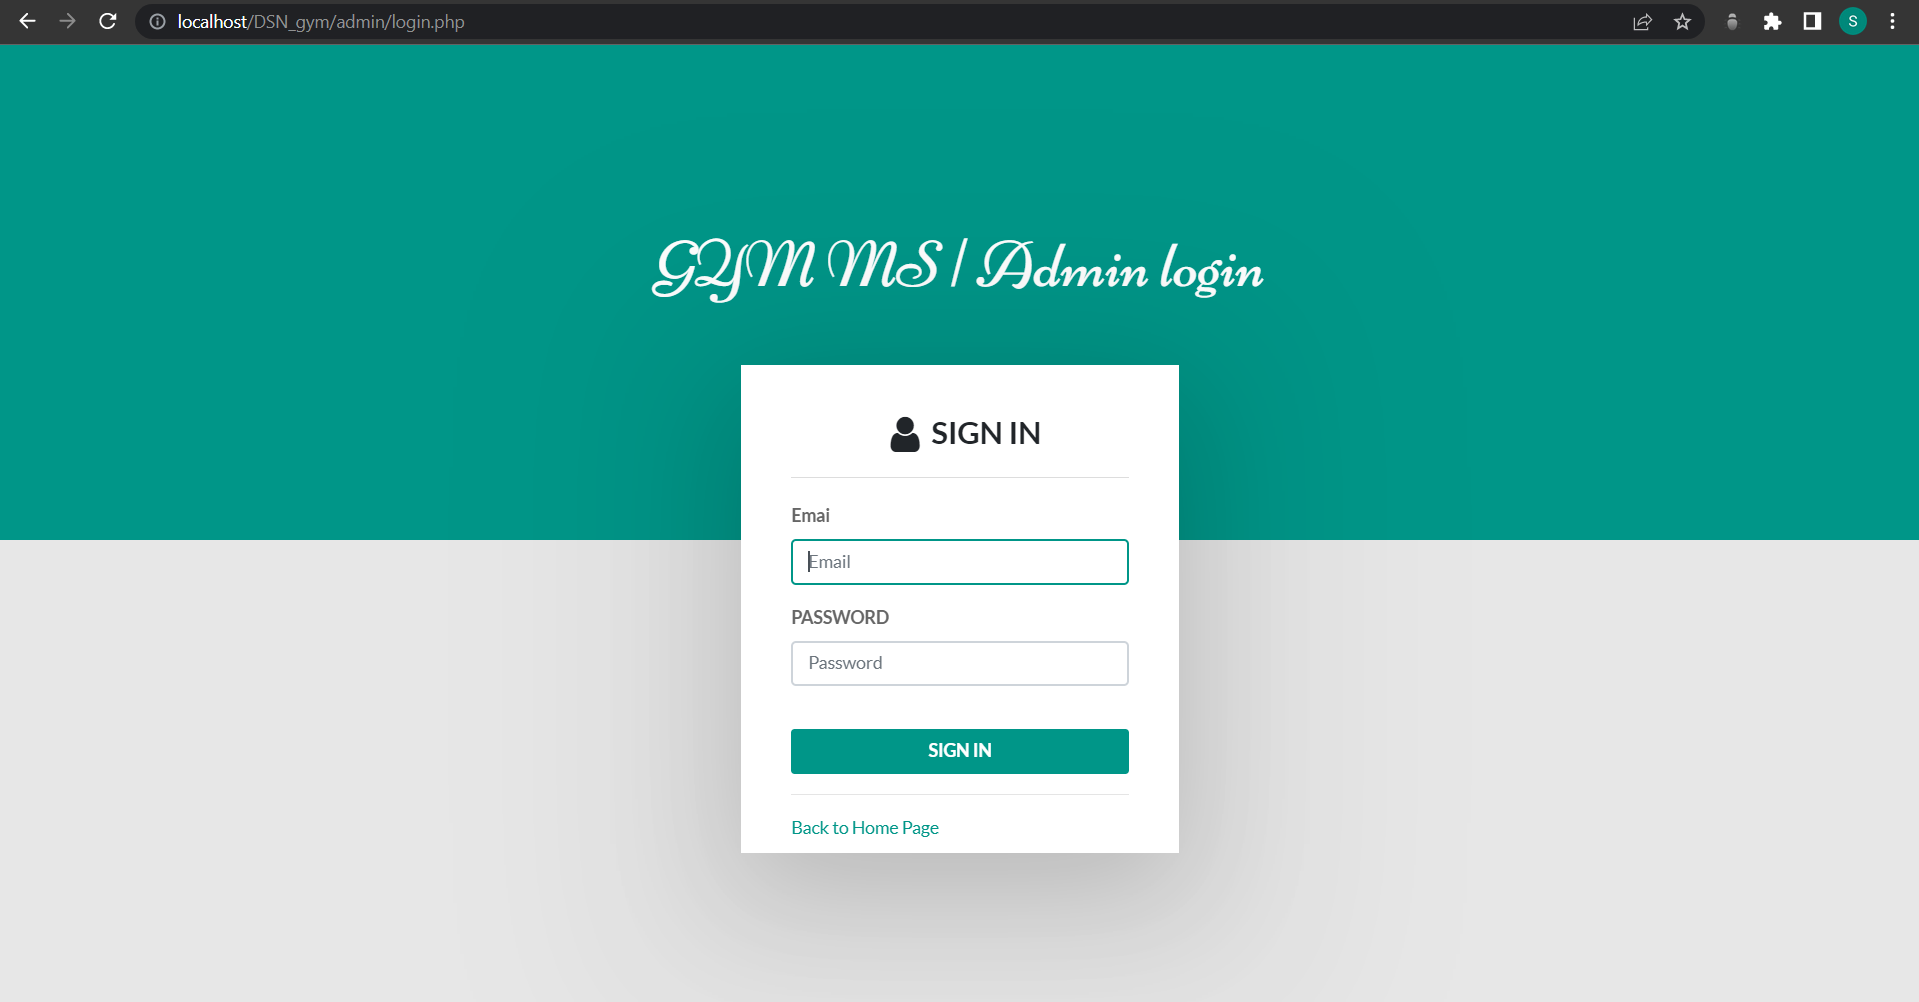 localhost/DSN_gym/admin/login.php
S
GYM MS | Admin login
SIGN IN
Emai
Email
PASSWORD
Password
SIGN IN
Back to Home Page